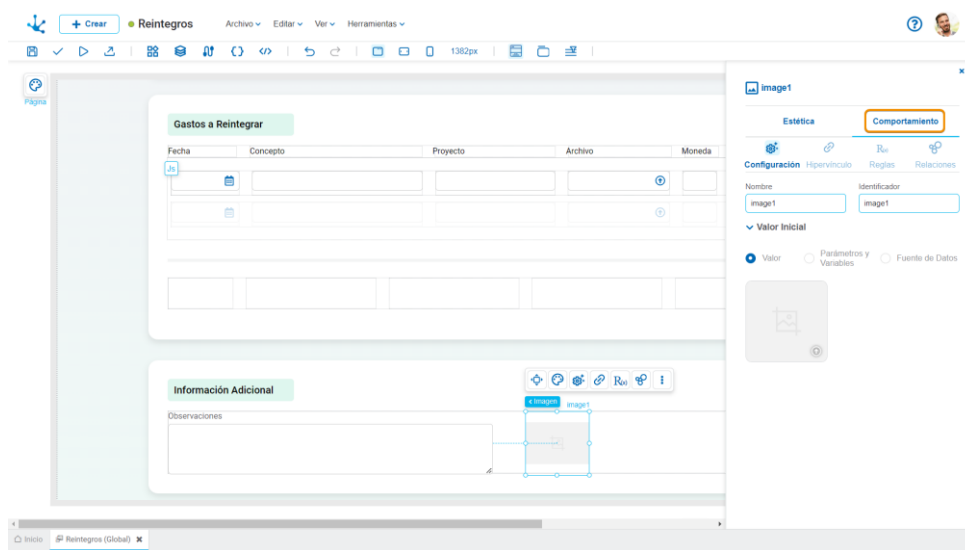 Crear
Reintegros
Archivo Editar Ver Herramientas
1382px
Página
image1
Estética Comportamiento
Configuración Hipervínculo Reglas Relaciones
Nombre Identificador
image1 image1
Valor Inicial
Valor Parámetros y Variables Fuente de Datos
Gastos a Reintegrar
Fecha Concepto Proyecto Archivo Moneda
Js
Información Adicional
Observaciones
Imagen image1
Inicio Reintegros (Global)